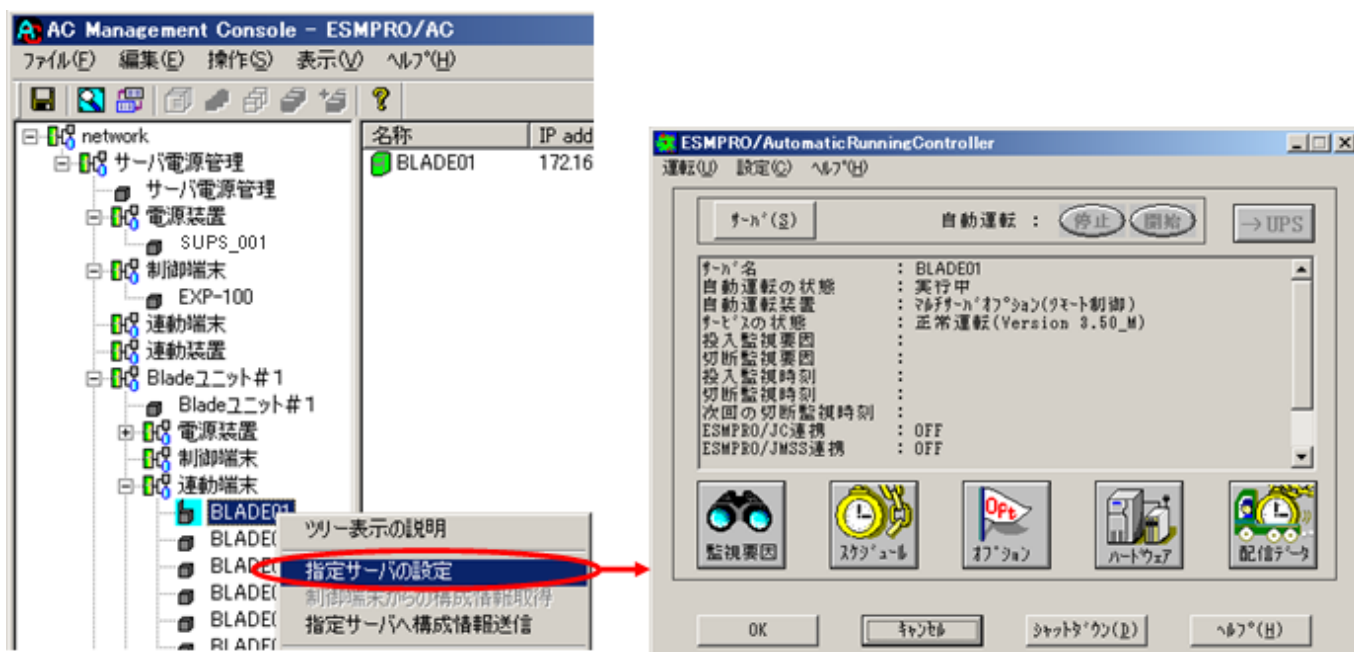 AC Management Console - ESMPRO/AC
ファイル(F) 編集(E) 操作(S) 表示(V) ヘルプ(H)
network
サーバ電源管理
サーバ電源管理
電源装置
SUPS_001
制御端末
EXP-100
連動端末
連動装置
Bladeユニット#1
Bladeユニット#1
電源装置
制御端末
連動端末
BLADE01
BLADE
BLADE
BLADE
BLADE
名称 IP add
BLADE01 172.16
ツリー表示の説明
指定サーバの設定
制御端末からの構成情報取得
指定サーバへ構成情報送信
ESMPRO/AutomaticRunningController
運転(U) 設定(C) ヘルプ(H)
サーバ(S) 自動運転 : 停止 開始 →UPS
サーバ名 : BLADE01
自動運転の状態 : 実行中
自動運転装置 : マルチサーバオプション(リモート制御)
サービスの状態 : 正常運転(Version 3.50_M)
投入監視要因 :
切断監視要因 :
投入監視時刻 :
切断監視時刻 :
次回の切断監視時刻 :
ESMPRO/JC連携 : OFF
ESMPRO/JMSS連携 : OFF
監視要因 スケジュール オプション ハードウェア 配信データ
Opt
OK キャンセル シャットダウン(D) ヘルプ(H)